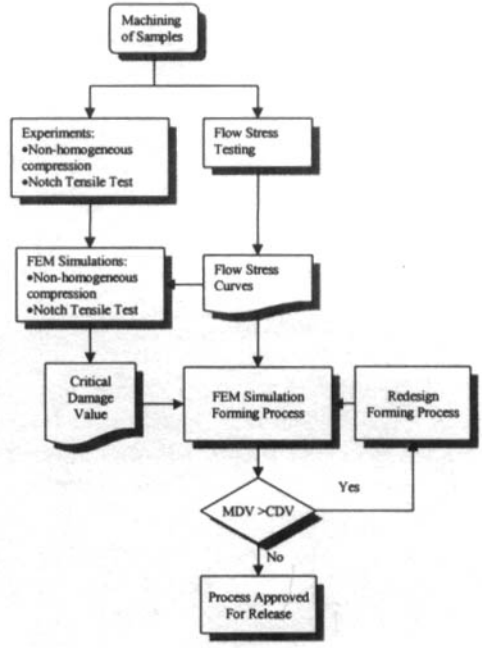 Machining
of Samples
Experiments:
•Non-homogeneous
compression
•Notch Tensile Test
Flow Stress
Testing
FEM Simulations:
•Non-homogeneous
compression
•Notch Tensile Test
Flow Stress
Curves
Critical
Damage
Value
FEM Simulation
Forming Process
Redesign
Forming Process
MDV >CDV
Yes
No
Process Approved
For Release